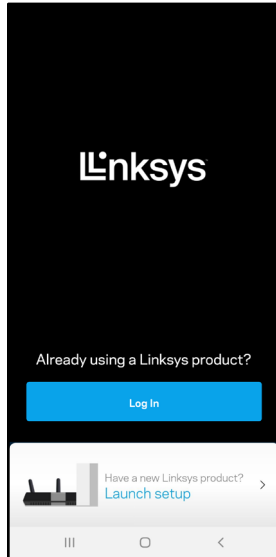 Linksys
Already using a Linksys product?
Log In
Have a new Linksys product?
Launch setup